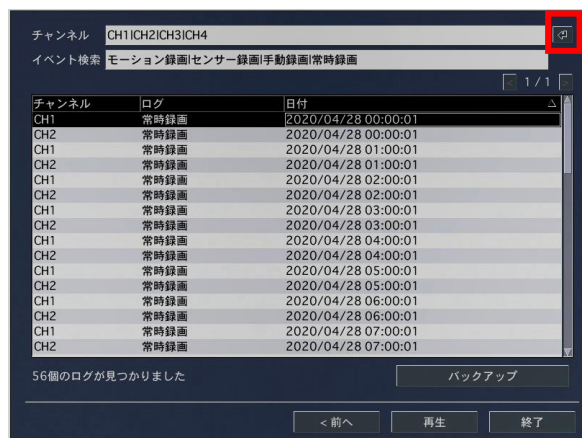 チャンネル CH1|CH2|CH3|CH4
イベント検索 モーション録画|センサー録画|手動録画|常時録画
< 1 / 1 >
チャンネル ログ 日付
CH1 常時録画 2020/04/28 00:00:01
CH2 常時録画 2020/04/28 00:00:01
CH1 常時録画 2020/04/28 01:00:01
CH2 常時録画 2020/04/28 01:00:01
CH1 常時録画 2020/04/28 02:00:01
CH2 常時録画 2020/04/28 02:00:01
CH1 常時録画 2020/04/28 03:00:01
CH2 常時録画 2020/04/28 03:00:01
CH1 常時録画 2020/04/28 04:00:01
CH2 常時録画 2020/04/28 04:00:01
CH1 常時録画 2020/04/28 05:00:01
CH2 常時録画 2020/04/28 05:00:01
CH1 常時録画 2020/04/28 06:00:01
CH2 常時録画 2020/04/28 06:00:01
CH1 常時録画 2020/04/28 07:00:01
CH2 常時録画 2020/04/28 07:00:01
56個のログが見つかりました バックアップ
<前へ 再生 終了